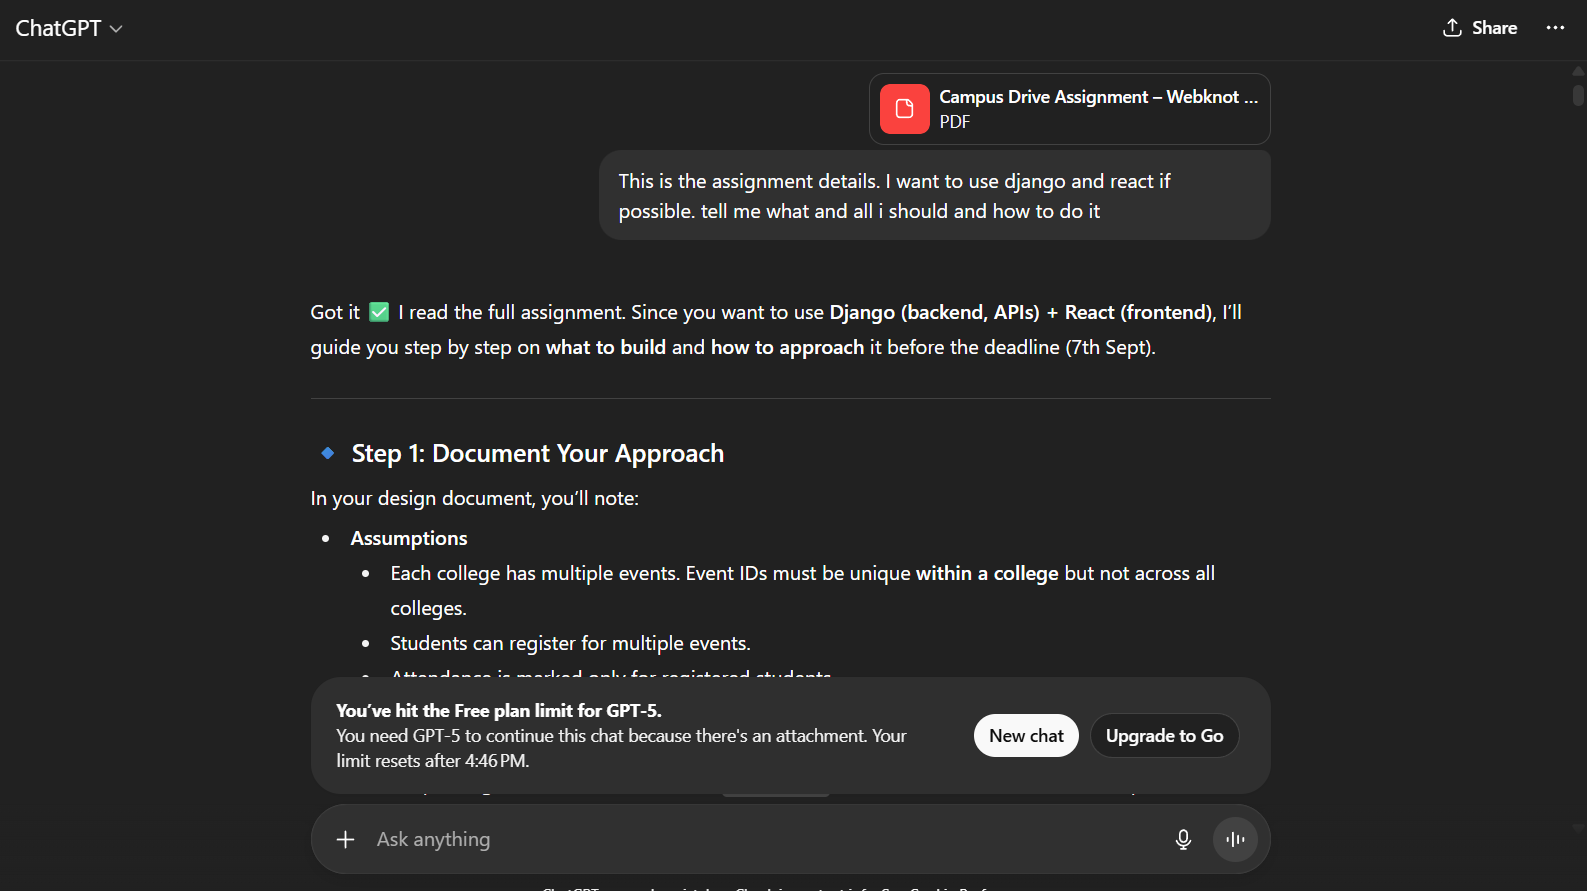 ChatGPT
Share
Campus Drive Assignment – Webknot ...
PDF
This is the assignment details. I want to use django and react if
possible. tell me what and all i should and how to do it
Got it ✅ I read the full assignment. Since you want to use Django (backend, APIs) + React (frontend), I’ll
guide you step by step on what to build and how to approach it before the deadline (7th Sept).
Step 1: Document Your Approach
In your design document, you’ll note:
Assumptions
Each college has multiple events. Event IDs must be unique within a college but not across all
colleges.
Students can register for multiple events.
Attendance is marked only for registered students
You’ve hit the Free plan limit for GPT-5.
You need GPT-5 to continue this chat because there's an attachment. Your
limit resets after 4:46 PM.
New chat
Upgrade to Go
Ask anything